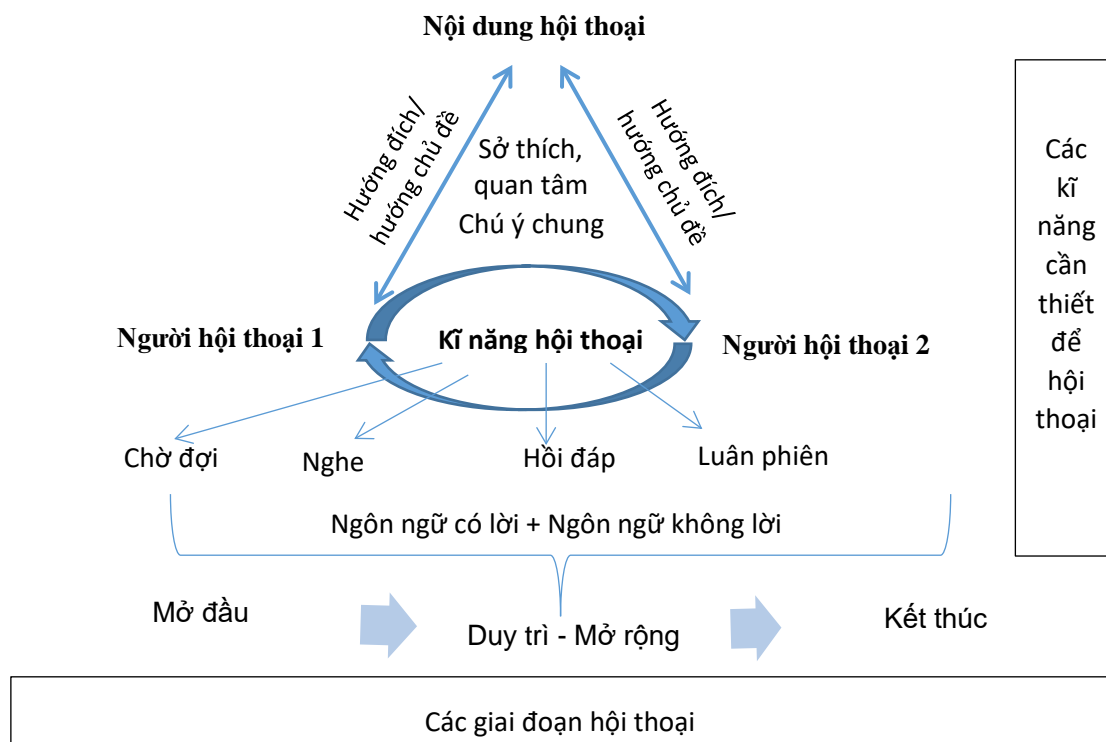 Nội dung hội thoại
Hướng đích/
hướng chủ đề
Sở thích,
quan tâm
Chú ý chung
Hướng đích/
hướng chủ đề
Người hội thoại 1
Kĩ năng hội thoại
Người hội thoại 2
Chờ đợi
Nghe
Hồi đáp
Luân phiên
Ngôn ngữ có lời + Ngôn ngữ không lời
Mở đầu
Duy trì - Mở rộng
Kết thúc
Các giai đoạn hội thoại
Các
kĩ
năng
cần
thiết
để
hội
thoại